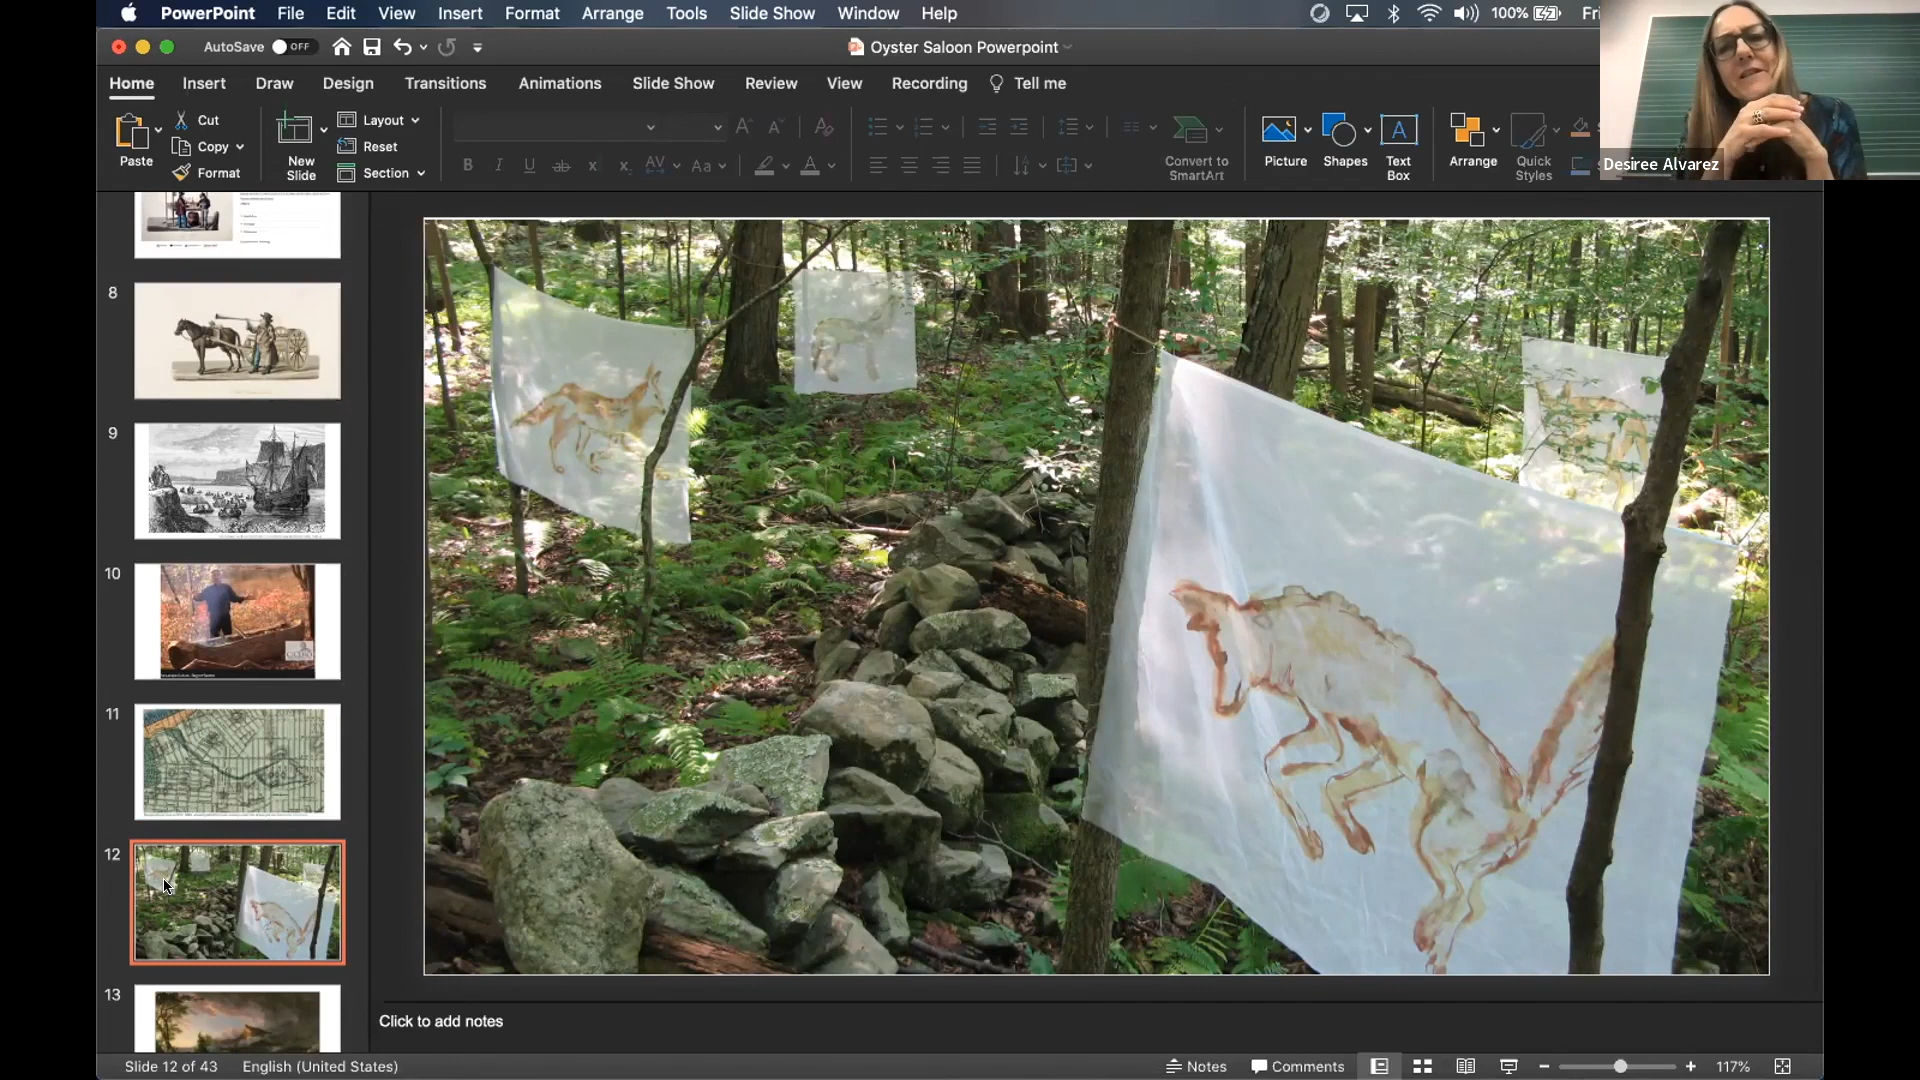 PowerPoint File Edit View Insert Format Arrange Tools Slide Show Window Help 100% Fri
AutoSave OFF Oyster Saloon Powerpoint
Home Insert Draw Design Transitions Animations Slide Show Review View Recording Tell me
Paste Cut Copy Format
New Slide Layout Reset Section
B I U ab x x AV Aa A
Convert to SmartArt
Picture Shapes Text Box Arrange Quick Styles
Desiree Alvarez
8
9
10
11
12
13
Click to add notes
Slide 12 of 43 English (United States) Notes Comments 117%